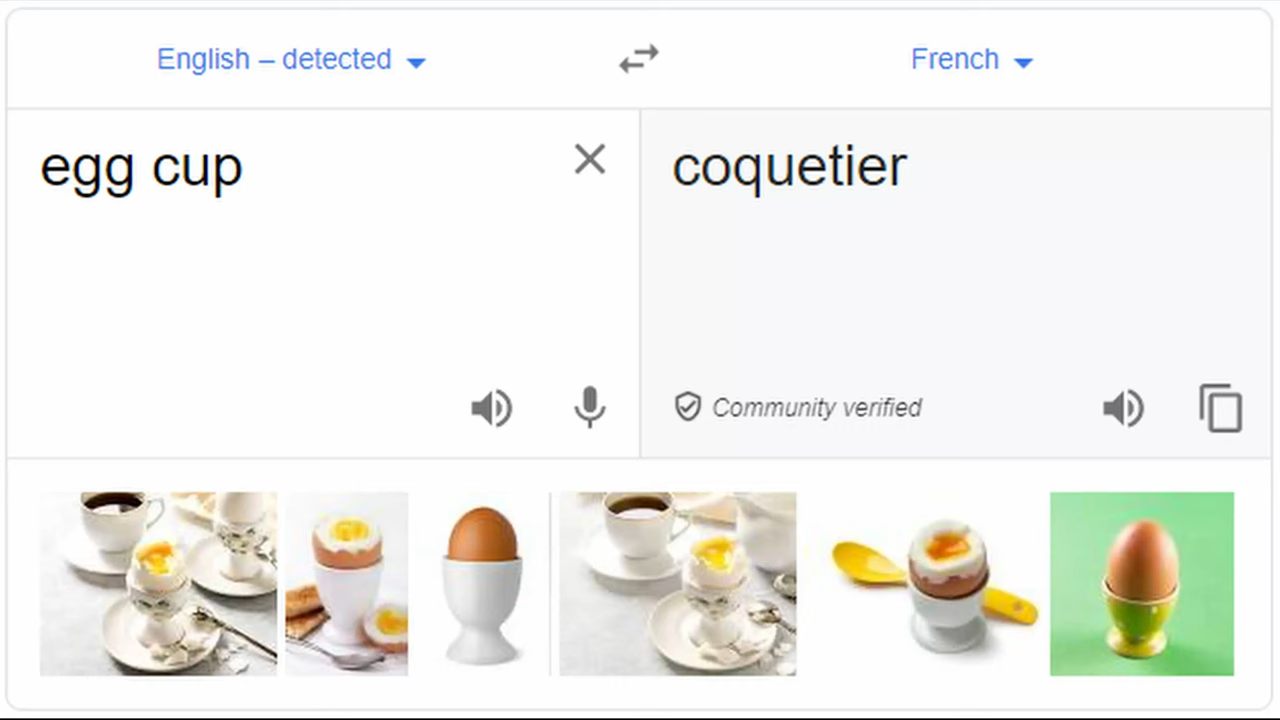 English – detected
French
egg cup
coquetier
Community verified